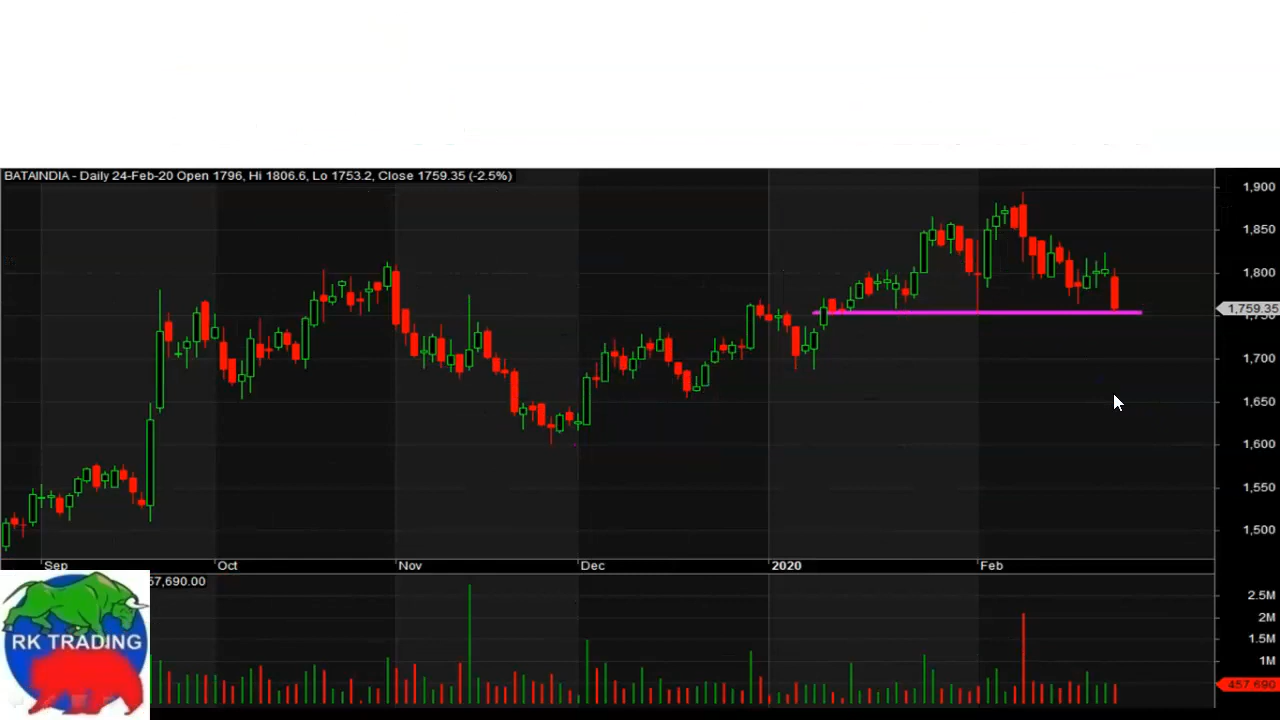 BATAINDIA - Daily 24-Feb-20 Open 1796, Hi 1806.6, Lo 1753.2, Close 1759.35 (-2.5%)
1,900
1,850
1,800
1,759.35
1,700
1,650
1,600
1,550
1,500
Sep Oct Nov Dec 2020 Feb
57,690.00
2.5M
2M
1.5M
1M
457,690
RK TRADING